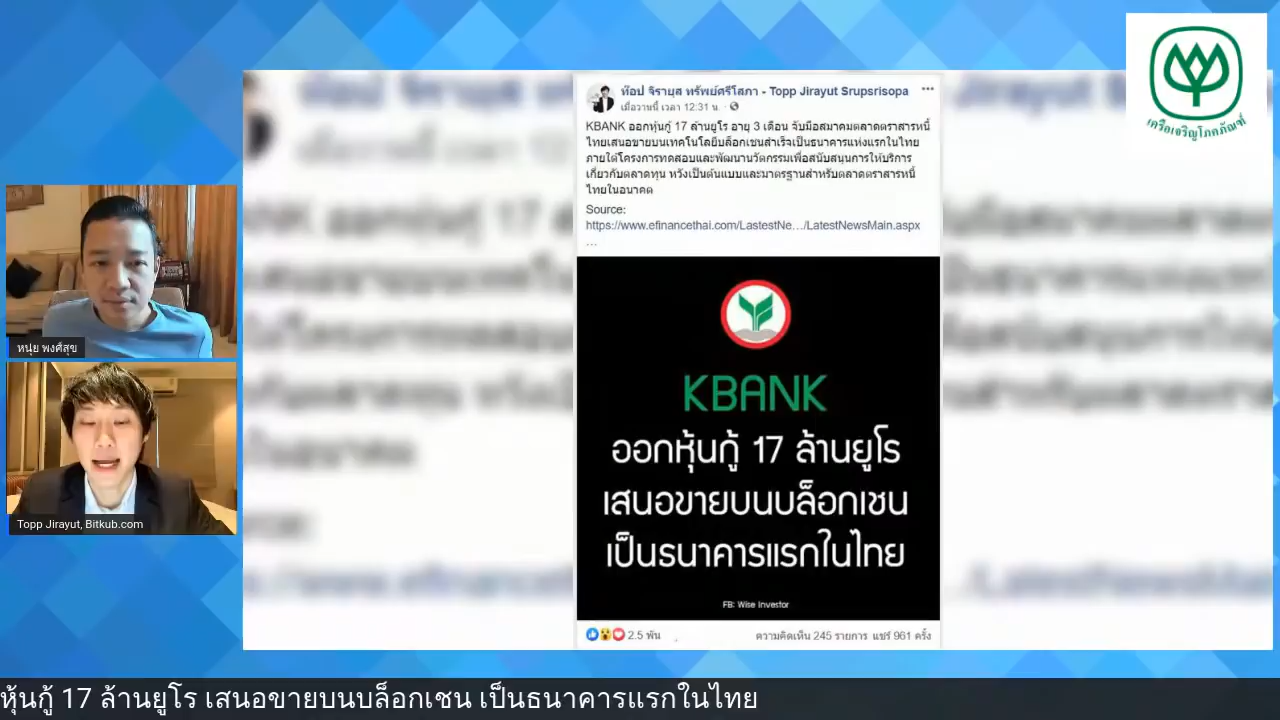 เครือเจริญโภคภัณฑ์
ท๊อป จิรายุส ทรัพย์ศรีโสภา - Topp Jirayut Srupsrisopa
เมื่อวานนี้ เวลา 12:31 น. ·
KBANK ออกหุ้นกู้ 17 ล้านยูโร อายุ 3 เดือน จับมือสมาคมตลาดตราสารหนี้
ไทยเสนอขายบนเทคโนโลยีบล็อกเชนสำเร็จเป็นธนาคารแห่งแรกในไทย
ภายใต้โครงการทดสอบและพัฒนานวัตกรรมเพื่อสนับสนุนการให้บริการ
เกี่ยวกับตลาดทุน หวังเป็นต้นแบบและมาตรฐานสำหรับตลาดตราสารหนี้
ไทยในอนาคต
Source:
https://www.efinancethai.com/LastestNe…/LatestNewsMain.aspx
…
KBANK
ออกหุ้นกู้ 17 ล้านยูโร
เสนอขายบนบล็อกเชน
เป็นธนาคารแรกในไทย
FB: Wise Investor
2.5 พัน
ความคิดเห็น 245 รายการ แชร์ 961 ครั้ง
หนุ่ย พงศ์สุข
Topp Jirayut, Bitkub.com
หุ้นกู้ 17 ล้านยูโร เสนอขายบนบล็อกเชน เป็นธนาคารแรกในไทย